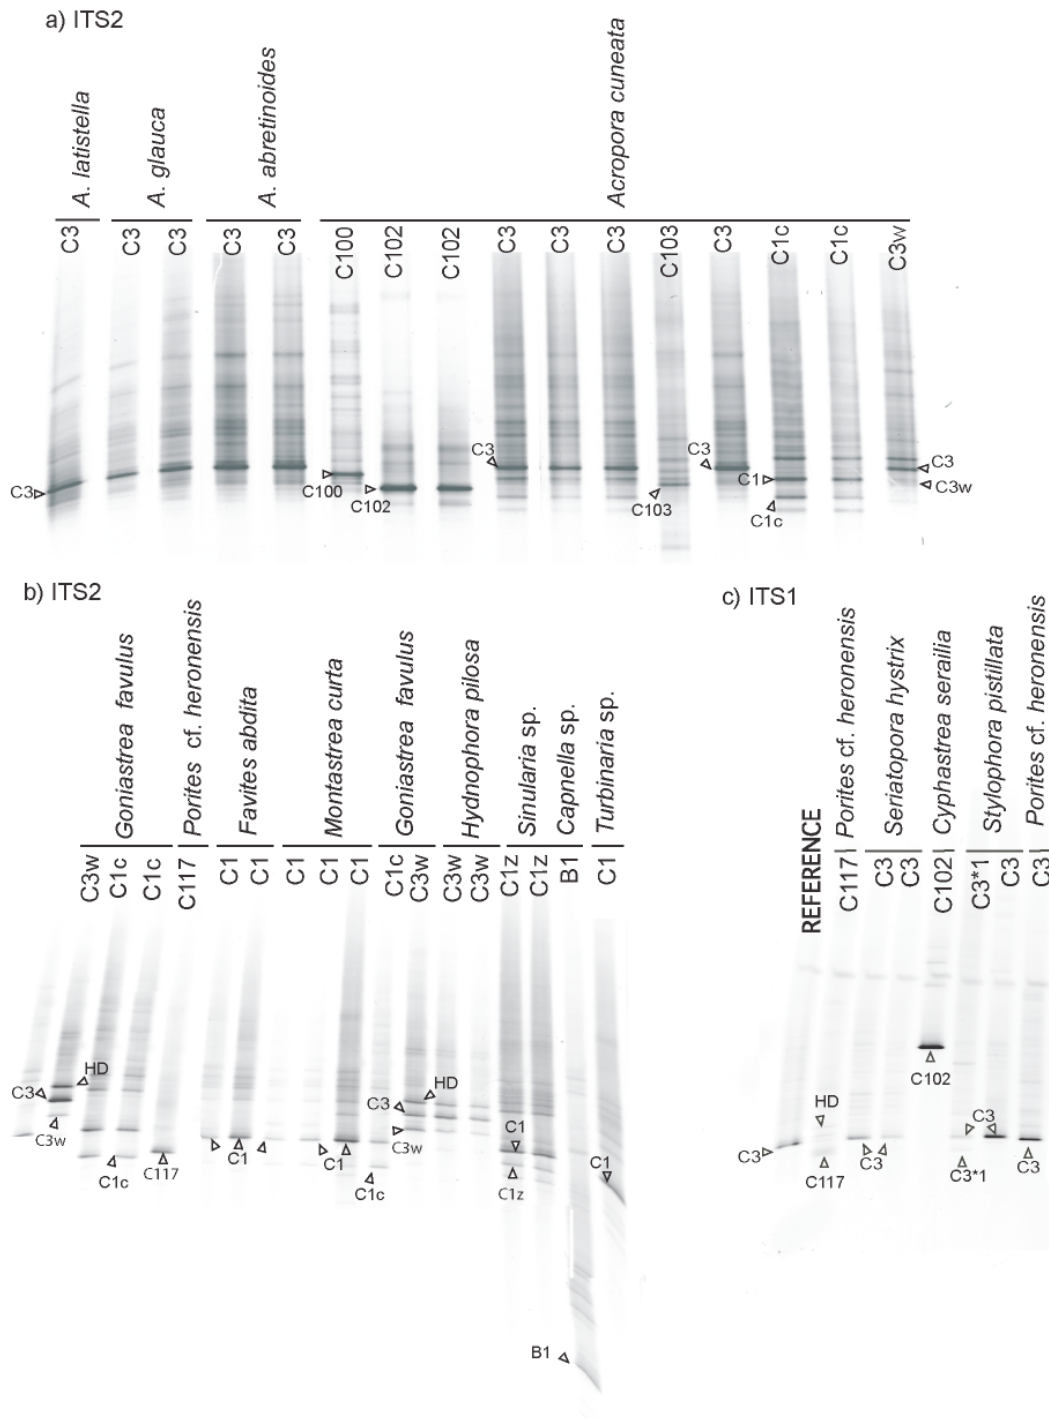 a) ITS2
A. latistella
A. glauca
A. abretinoides
Acropora cuneata
C3 C3 C3 C3 C3 C100 C102 C102 C3 C3 C3 C103 C3 C1c C1c C3w
C3
C100
C102
C3
C103
C3
C1
C1c
C3
C3w
b) ITS2
Goniastrea favulus
Porites cf. heronensis
Favites abdita
Montastrea curta
Goniastrea favulus
Hydnophora pilosa
Sinularia sp.
Capnella sp.
Turbinaria sp.
C3w C1c C1c C117 C1 C1 C1 C1 C1 C1c C3w C3w C3w C1z C1z B1 C1
HD
C3
C3w
C1c
C117
C1
C1
C1c
HD
C3
C3w
C1
C1z
C1
B1
c) ITS1
REFERENCE
Porites cf. heronensis
Seriatopora hystrix
Cyphastrea serailia
Stylophora pistillata
Porites cf. heronensis
C117 C3 C3 C102 C3*1 C3 C3
C102
HD
C3
C117
C3
C3
C3*1
C3